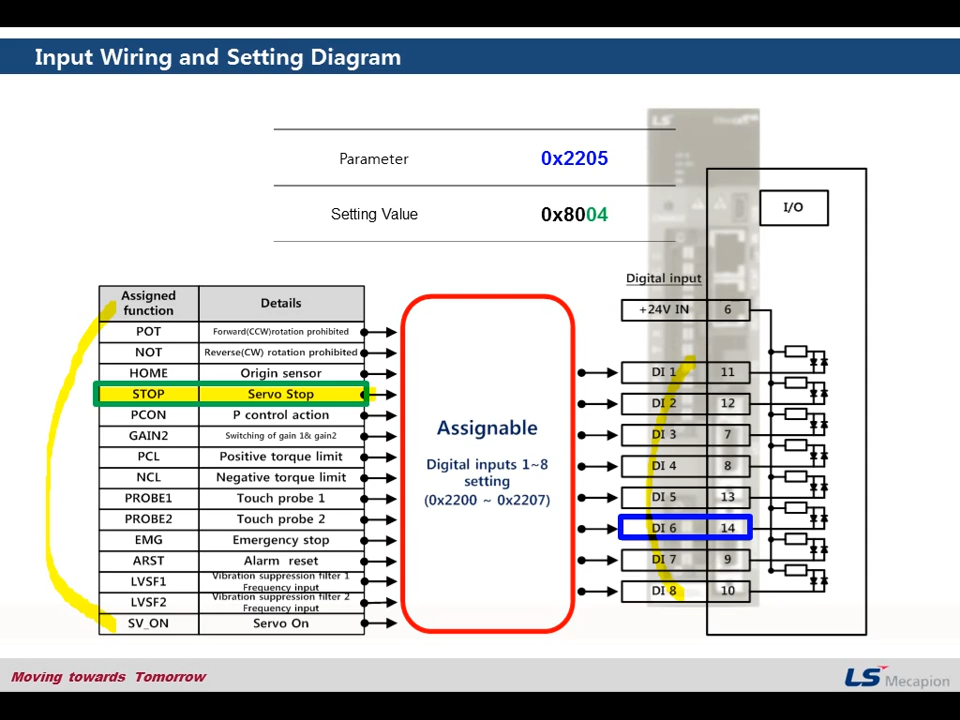 Input Wiring and Setting Diagram
Parameter 0x2205
Setting Value 0x8004
I/O
Digital input
+24V IN 6
Assigned function Details
POT Forward(CCW)rotation prohibited
NOT Reverse(CW) rotation prohibited
HOME Origin sensor
STOP Servo Stop
PCON P control action
GAIN2 Switching of gain 1& gain2
PCL Positive torque limit
NCL Negative torque limit
PROBE1 Touch probe 1
PROBE2 Touch probe 2
EMG Emergency stop
ARST Alarm reset
LVSF1 Vibration suppression filter 1 Frequency input
LVSF2 Vibration suppression filter 2 Frequency input
SV_ON Servo On
Assignable
Digital inputs 1~8
setting
(0x2200 ~ 0x2207)
DI 1 11
DI 2 12
DI 3 7
DI 4 8
DI 5 13
DI 6 14
DI 7 9
DI 8 10
Moving towards Tomorrow
LS Mecapion